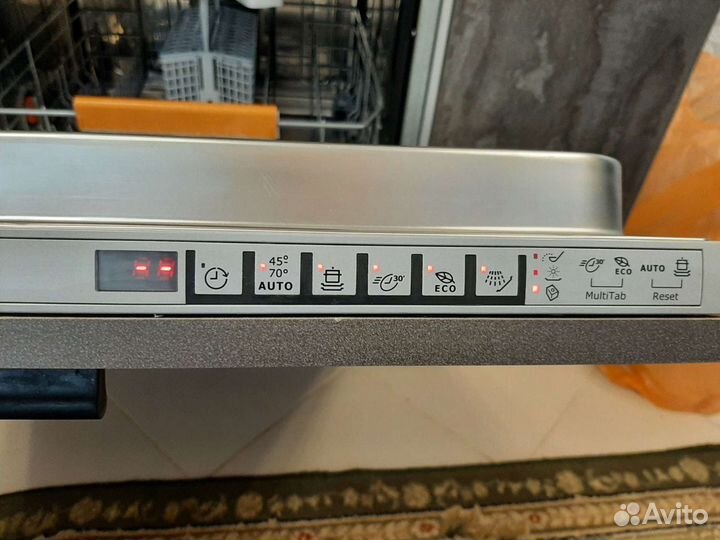 45°
70°
AUTO
30'
ECO
30'
ECO
MultiTab
AUTO
Reset
Avito